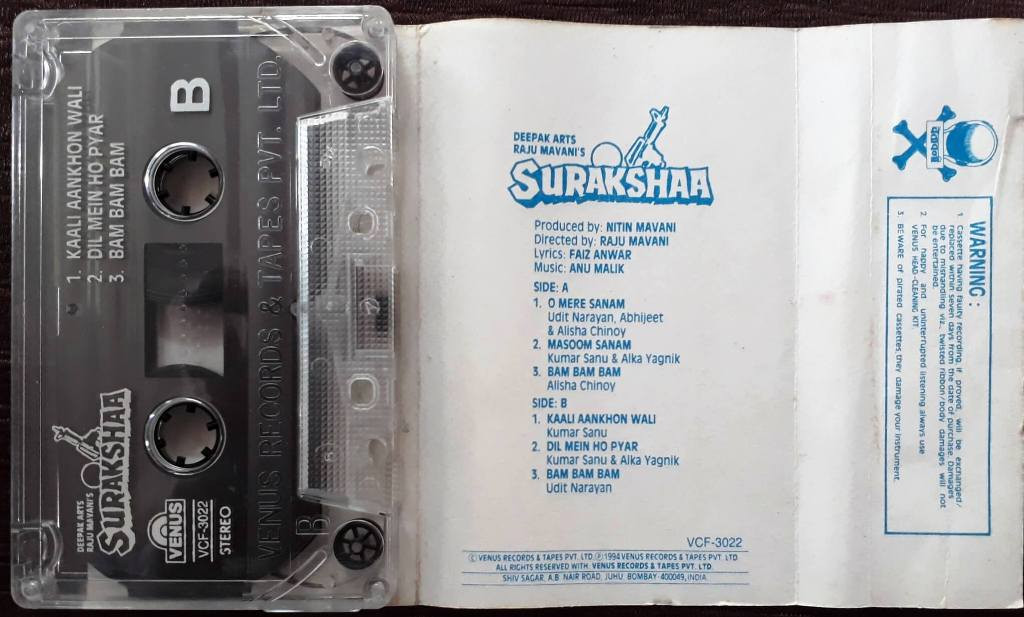 1. KAALI AANKHON WALI
2. DIL MEIN HO PYAR
3. BAM BAM BAM
B
DEEPAK ARTS
RAJU MAVANI'S
SURAKSHAA
VENUS
VCF-3022
STEREO
VENUS RECORDS & TAPES PVT. LTD.
B
DEEPAK ARTS
RAJU MAVANI'S
SURAKSHAA
Produced by: NITIN MAVANI
Directed by: RAJU MAVANI
Lyrics: FAIZ ANWAR
Music: ANU MALIK
SIDE: A
1. O MERE SANAM
Udit Narayan, Abhijeet
& Alisha Chinoy
2. MASOOM SANAM
Kumar Sanu & Alka Yagnik
3. BAM BAM BAM
Alisha Chinoy
SIDE: B
1. KAALI AANKHON WALI
Kumar Sanu
2. DIL MEIN HO PYAR
Kumar Sanu & Alka Yagnik
3. BAM BAM BAM
Udit Narayan
VCF-3022
© VENUS RECORDS & TAPES PVT. LTD. ℗ 1994 VENUS RECORDS & TAPES PVT. LTD.
ALL RIGHTS RESERVED WITH: VENUS RECORDS & TAPES PVT. LTD.
SHIV SAGAR, A.B. NAIR ROAD, JUHU, BOMBAY-400049, INDIA.
WARNING :
1. Cassette having faulty recording, if proved, will be exchanged/
replaced within seven days from the date of purchase. Damages
due to mishandling viz., twisted ribbon/body damages will not
be entertained.
2. For happy and uninterrupted listening always use
VENUS HEAD-CLEANING KIT.
3. BEWARE of pirated cassettes, they damage your instrument.